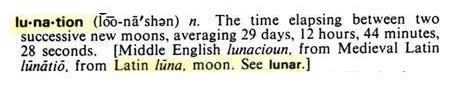 lu·na·tion (lo͞o-nā′shən) n. The time elapsing between two
successive new moons, averaging 29 days, 12 hours, 44 minutes,
28 seconds. [Middle English lunacioun, from Medieval Latin
lūnātiō, from Latin lūna, moon. See lunar.]